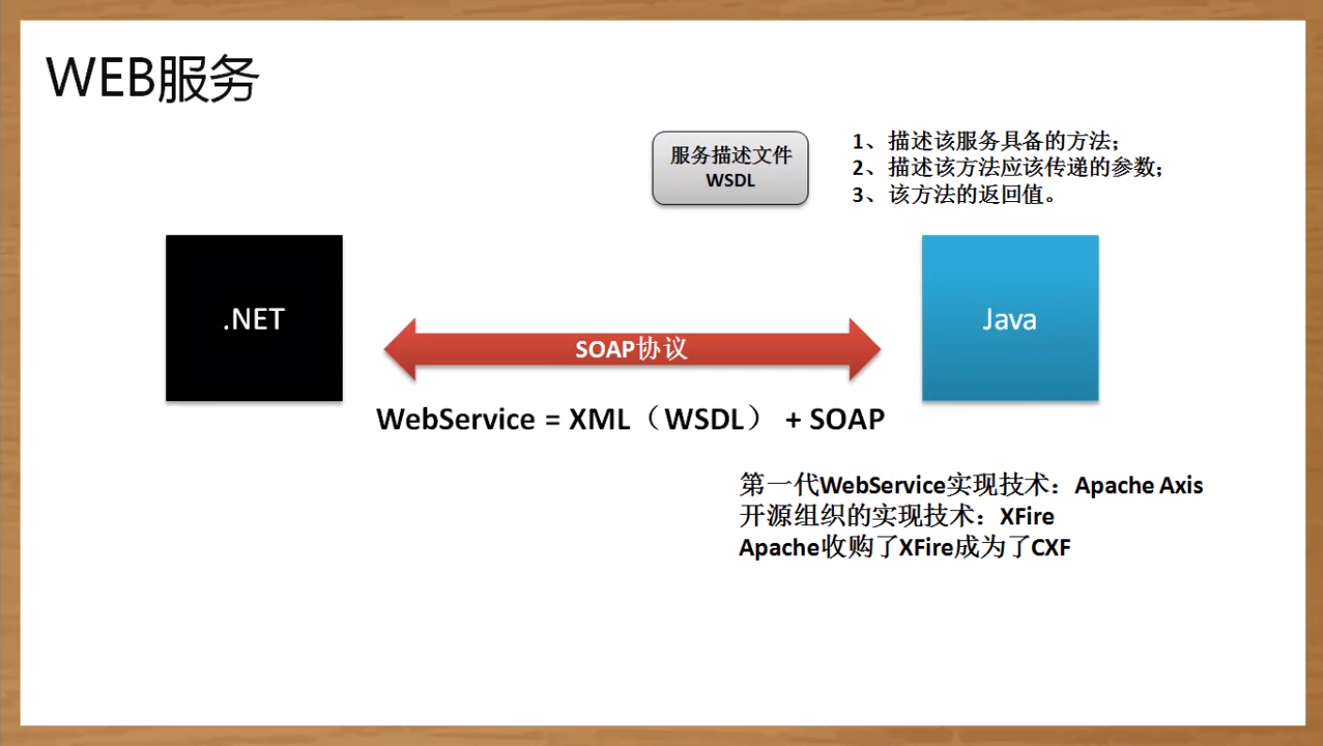 WEB服务
服务描述文件
WSDL
1、描述该服务具备的方法；
2、描述该方法应该传递的参数；
3、该方法的返回值。
.NET
SOAP协议
Java
WebService = XML（WSDL） + SOAP
第一代WebService实现技术：Apache Axis
开源组织的实现技术：XFire
Apache收购了XFire成为了CXF